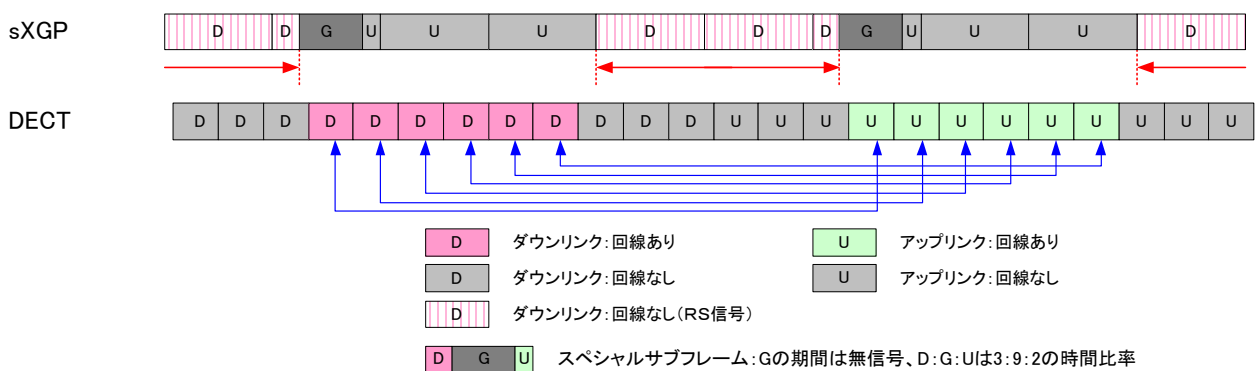 sXGP D D G U U U D D D G U U U D
DECT D D D D D D D D D D D D U U U U U U U U U U U U
D ダウンリンク:回線あり U アップリンク:回線あり
D ダウンリンク:回線なし U アップリンク:回線なし
D ダウンリンク:回線なし(RS信号)
D G U スペシャルサブフレーム:Gの期間は無信号、D:G:Uは3:9:2の時間比率